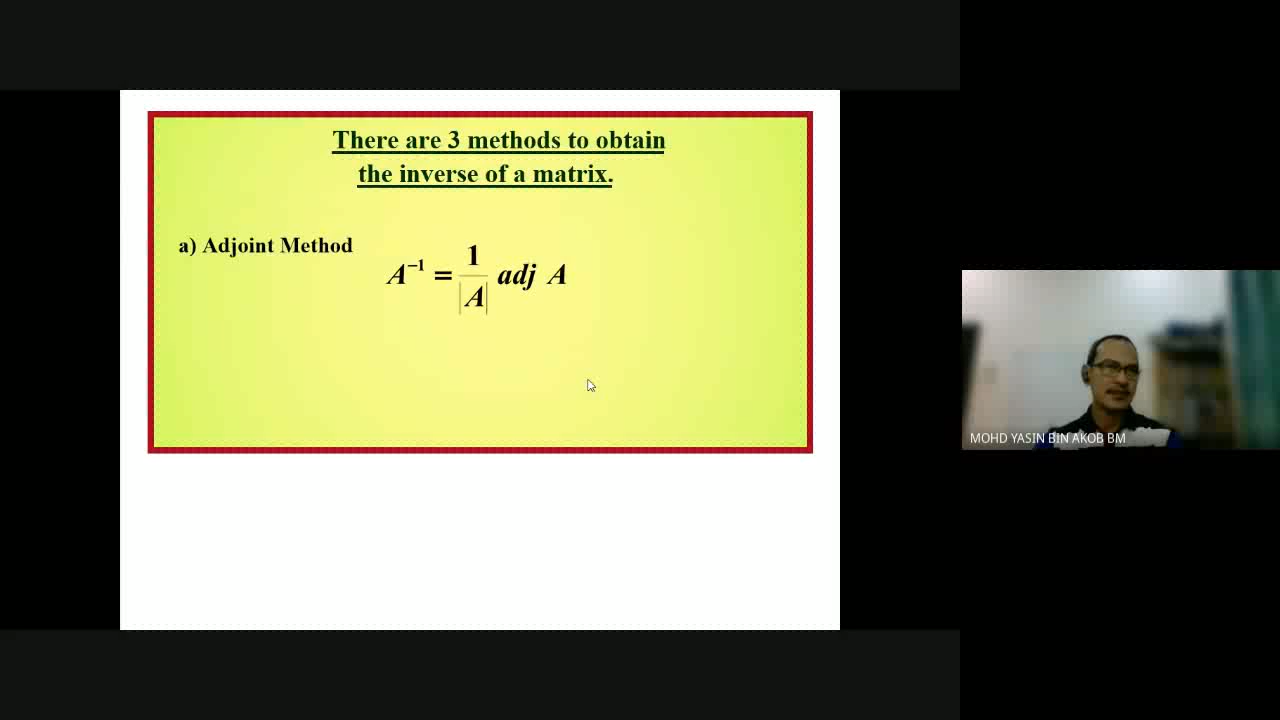 There are 3 methods to obtain
the inverse of a matrix.
a) Adjoint Method
A⁻¹ = 1/|A| adj A
MOHD YASIN BIN AKOB BM